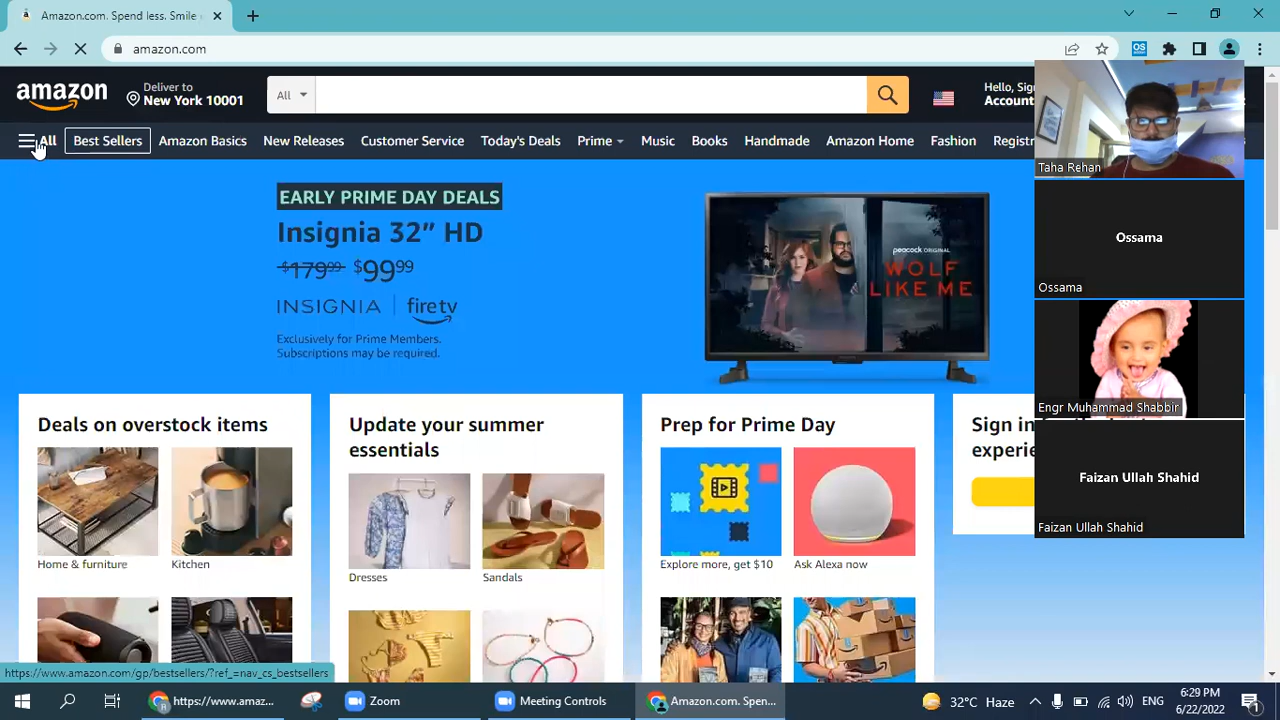 Amazon.com. Spend less. Smile
amazon.com
OS
amazon
Deliver to
New York 10001
All
Hello, Sig
Account
All
Best Sellers
Amazon Basics
New Releases
Customer Service
Today's Deals
Prime
Music
Books
Handmade
Amazon Home
Fashion
Registr
EARLY PRIME DAY DEALS
Insignia 32" HD
$179.99 $99.99
INSIGNIA | firetv
Exclusively for Prime Members.
Subscriptions may be required.
peacock ORIGINAL
WOLF
LIKE ME
Taha Rehan
Ossama
Ossama
Engr Muhammad Shabbir
Faizan Ullah Shahid
Faizan Ullah Shahid
Deals on overstock items
Home & furniture
Kitchen
Update your summer
essentials
Dresses
Sandals
Prep for Prime Day
Explore more, get $10
Ask Alexa now
Sign in
experie
https://www.amazon.com/gp/bestsellers/?ref_=nav_cs_bestsellers
https://www.amaz...
Zoom
Meeting Controls
Amazon.com. Spen...
32°C Haze
ENG
6:29 PM
6/22/2022
1